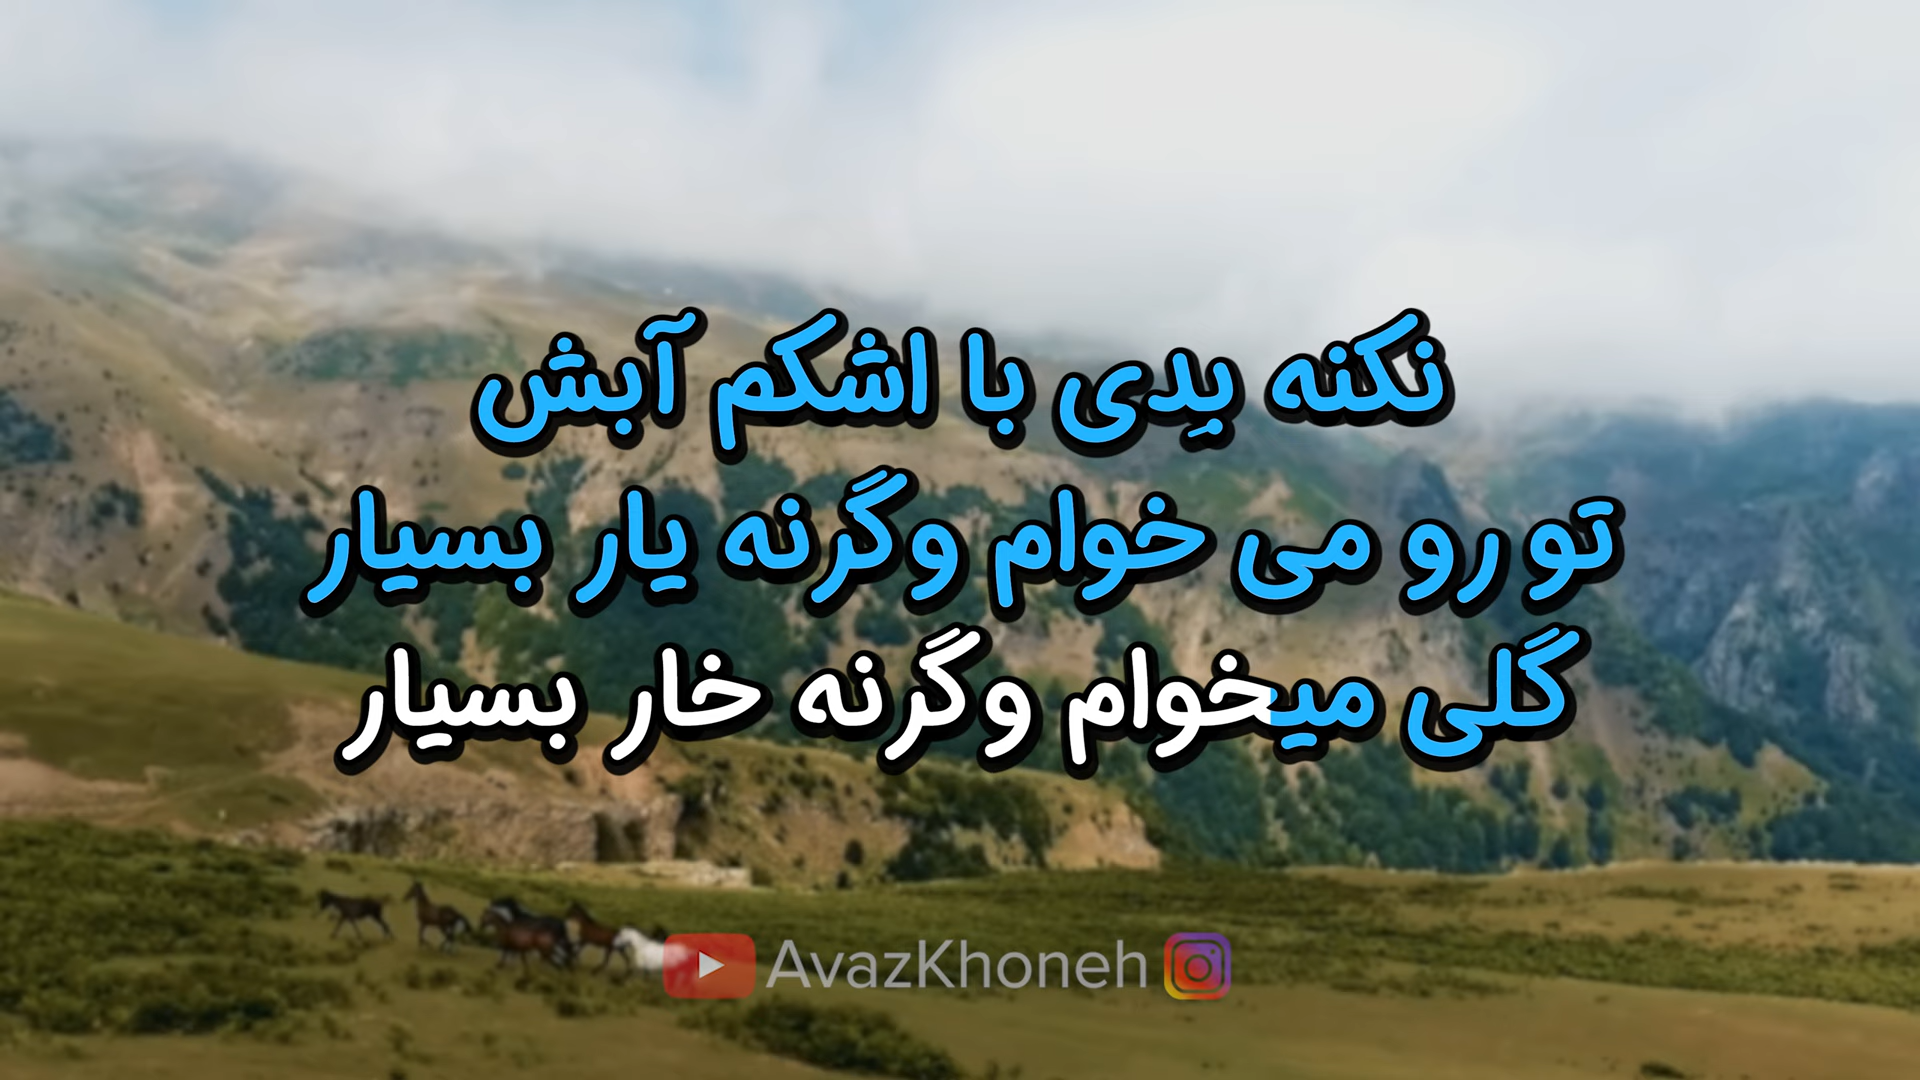 نکنه بِدی با اشکم آبش
تو رو می خوام وگرنه یار بسیار
گلی میخوام وگرنه خار بسیار
AvazKhoneh